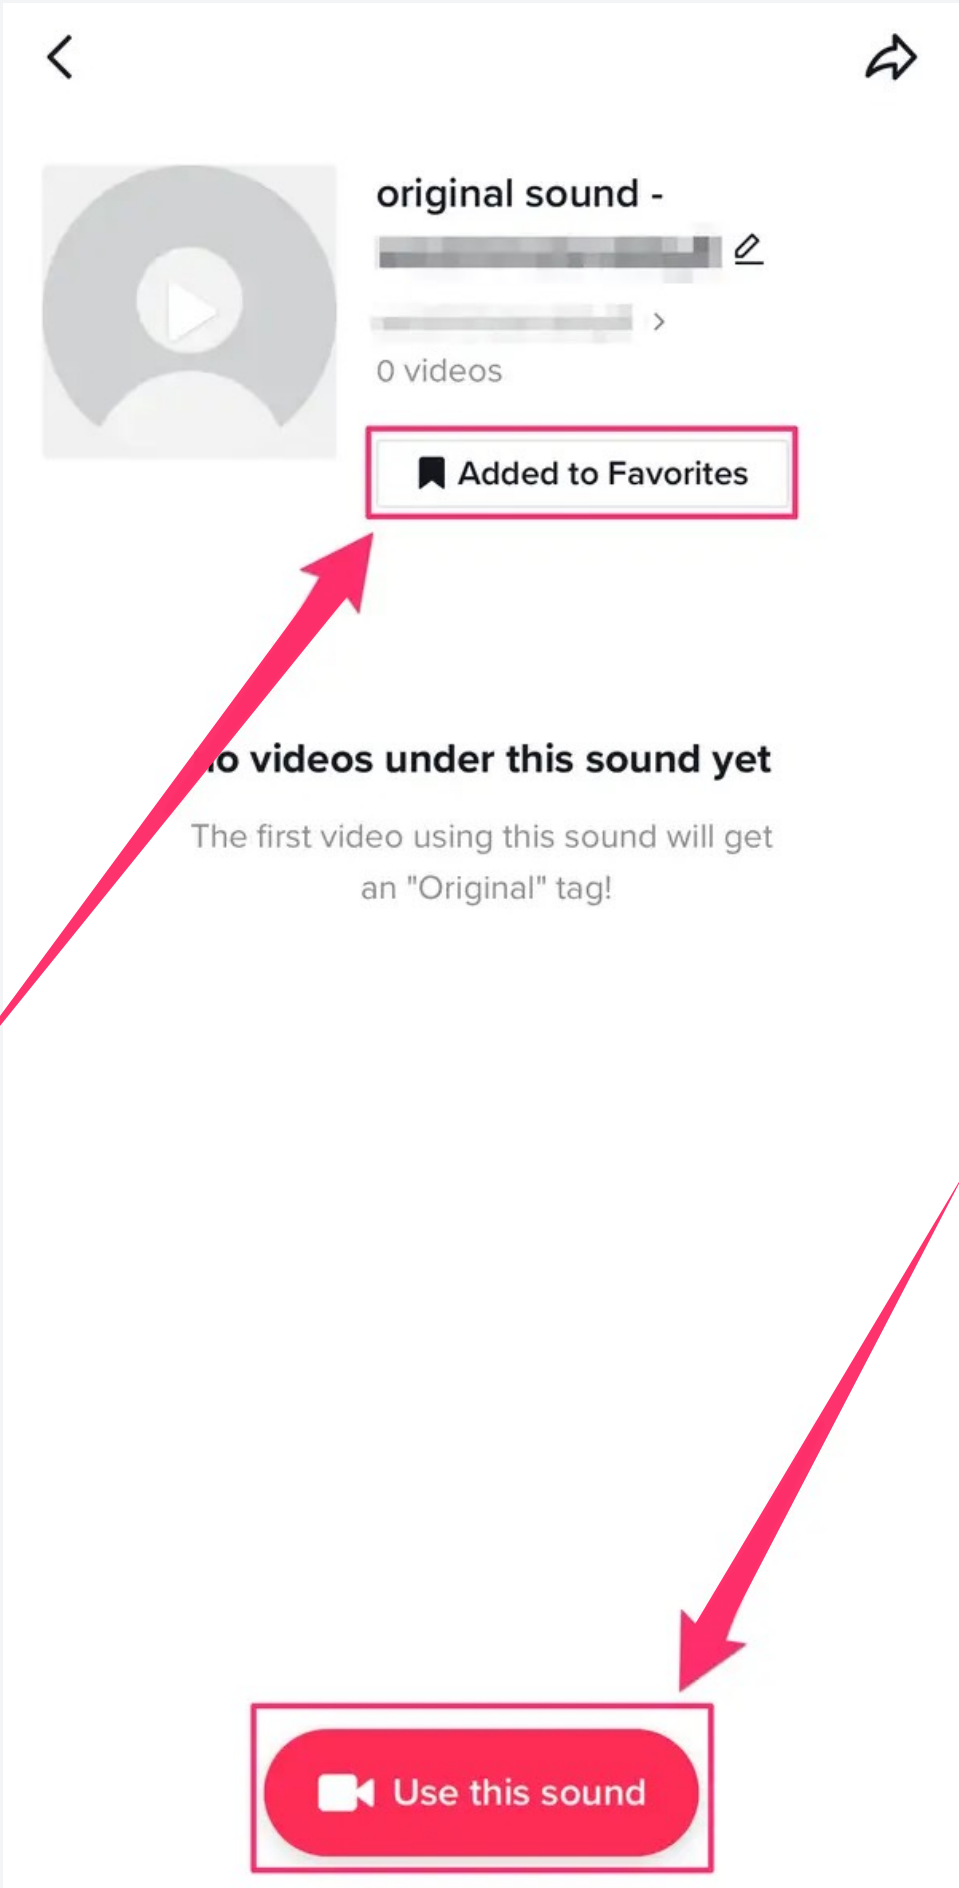 original sound -
0 videos
Added to Favorites
videos under this sound yet
The first video using this sound will get
an "Original" tag!
Use this sound